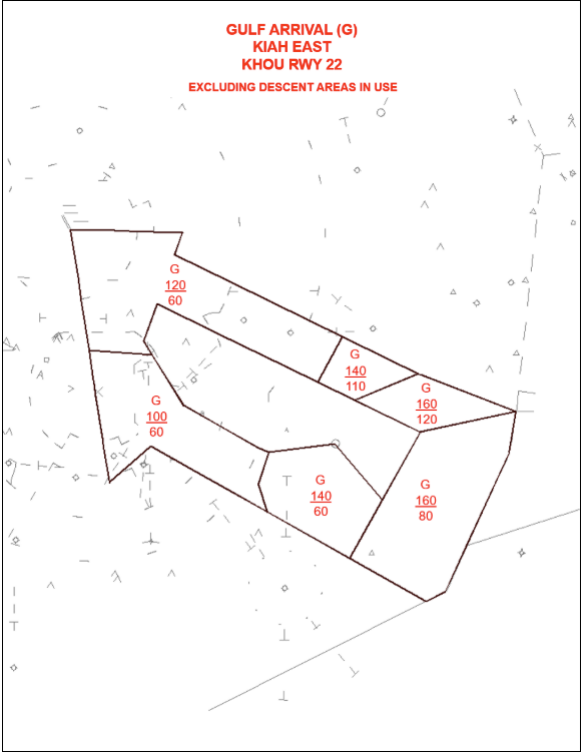 GULF ARRIVAL (G)
KIAH EAST
KHOU RWY 22
EXCLUDING DESCENT AREAS IN USE
G
120
60
G
140
110
G
160
120
G
100
60
G
140
60
G
160
80